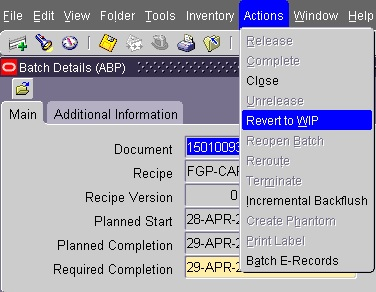 File Edit View Folder Tools Inventory Actions Window Help
Batch Details (ABP)
Main Additional Information
Document 15010093
Recipe FGP-CAP
Recipe Version 0
Planned Start 28-APR-2
Planned Completion 29-APR-2
Required Completion 29-APR-2
Release
Complete
Close
Unrelease
Revert to WIP
Reopen Batch
Reroute
Terminate
Incremental Backflush
Create Phantom
Print Label
Batch E-Records